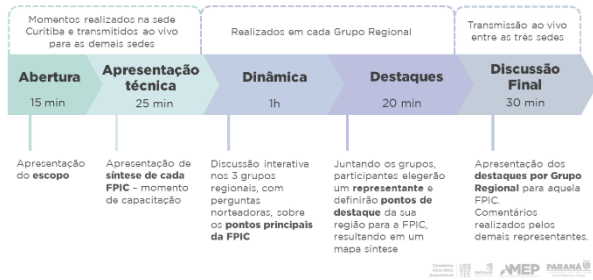 Momentos realizados na sede
Curitiba e transmitidos ao vivo
para as demais sedes
Realizados em cada Grupo Regional
Transmissão ao vivo
entre as três sedes
Abertura
15 min
Apresentação
técnica
25 min
Dinâmica
1h
Destaques
20 min
Discussão
Final
30 min
Apresentação
do escopo
Apresentação de
síntese de cada
FPIC – momento
de capacitação
Discussão interativa
nos 3 grupos
regionais, com
perguntas
norteadoras, sobre
os pontos principais
da FPIC
Juntando os grupos,
participantes elegerão
um representante e
definirão pontos de
destaque da sua
região para a FPIC,
resultando em um
mapa síntese
Apresentação dos
destaques por Grupo
Regional para aquela
FPIC.
Comentários
realizados pelos
demais representantes.
AMEP
PARANÁ